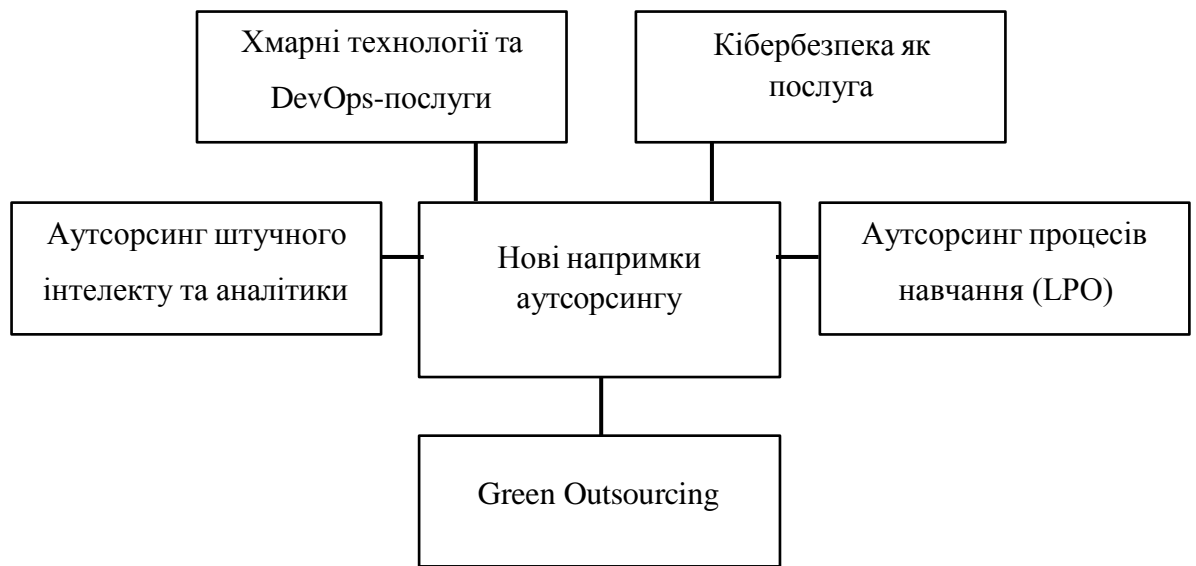 Хмарні технології та
DevOps-послуги
Кібербезпека як
послуга
Аутсорсинг штучного
інтелекту та аналітики
Нові напримки
аутсорсингу
Аутсорсинг процесів
навчання (LPO)
Green Outsourcing